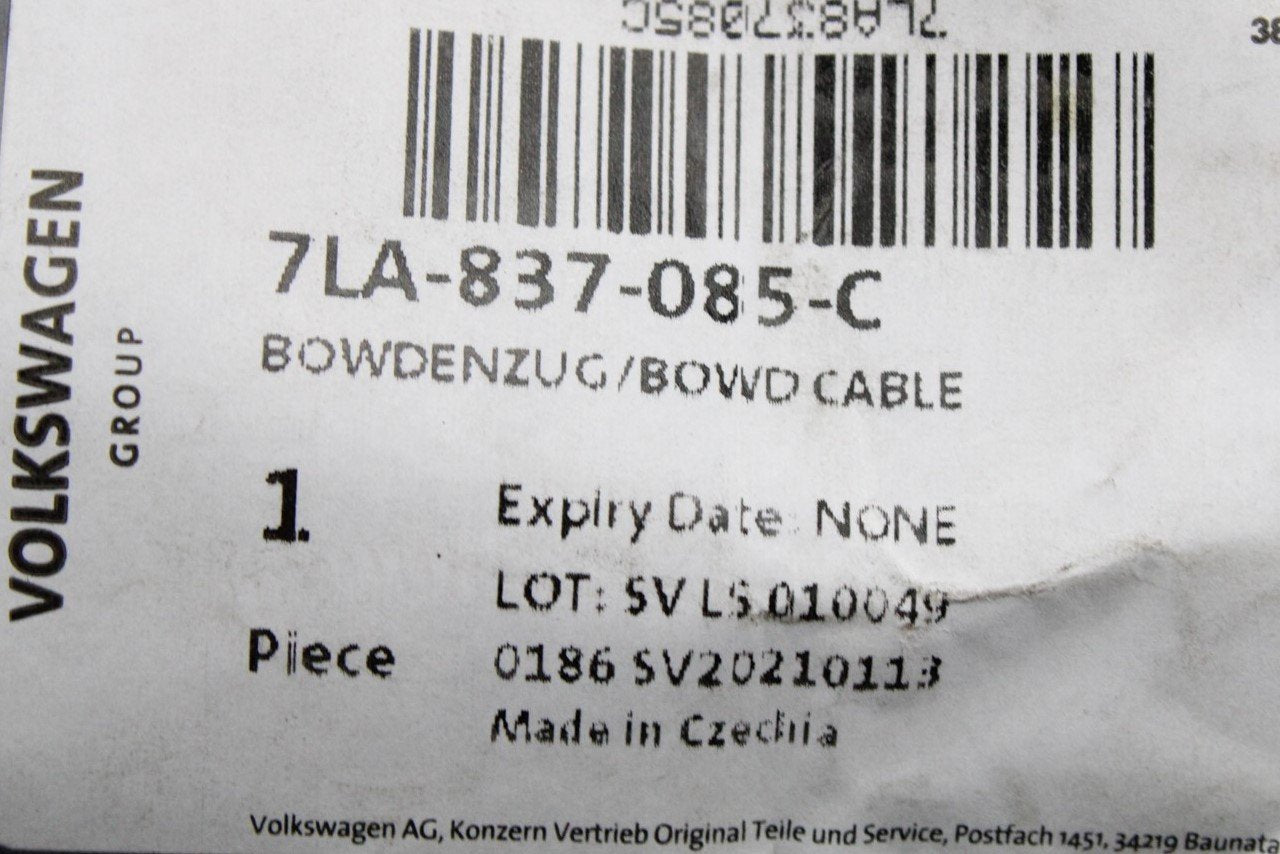 7LA837085C
38
7LA-837-085-C
BOWDENZUG/BOWD CABLE
1
Piece
Expiry Date: NONE
LOT: SV LS 010049
0186 SV20210113
Made in Czechia
VOLKSWAGEN
GROUP
Volkswagen AG, Konzern Vertrieb Original Teile und Service, Postfach 1451, 34219 Baunata